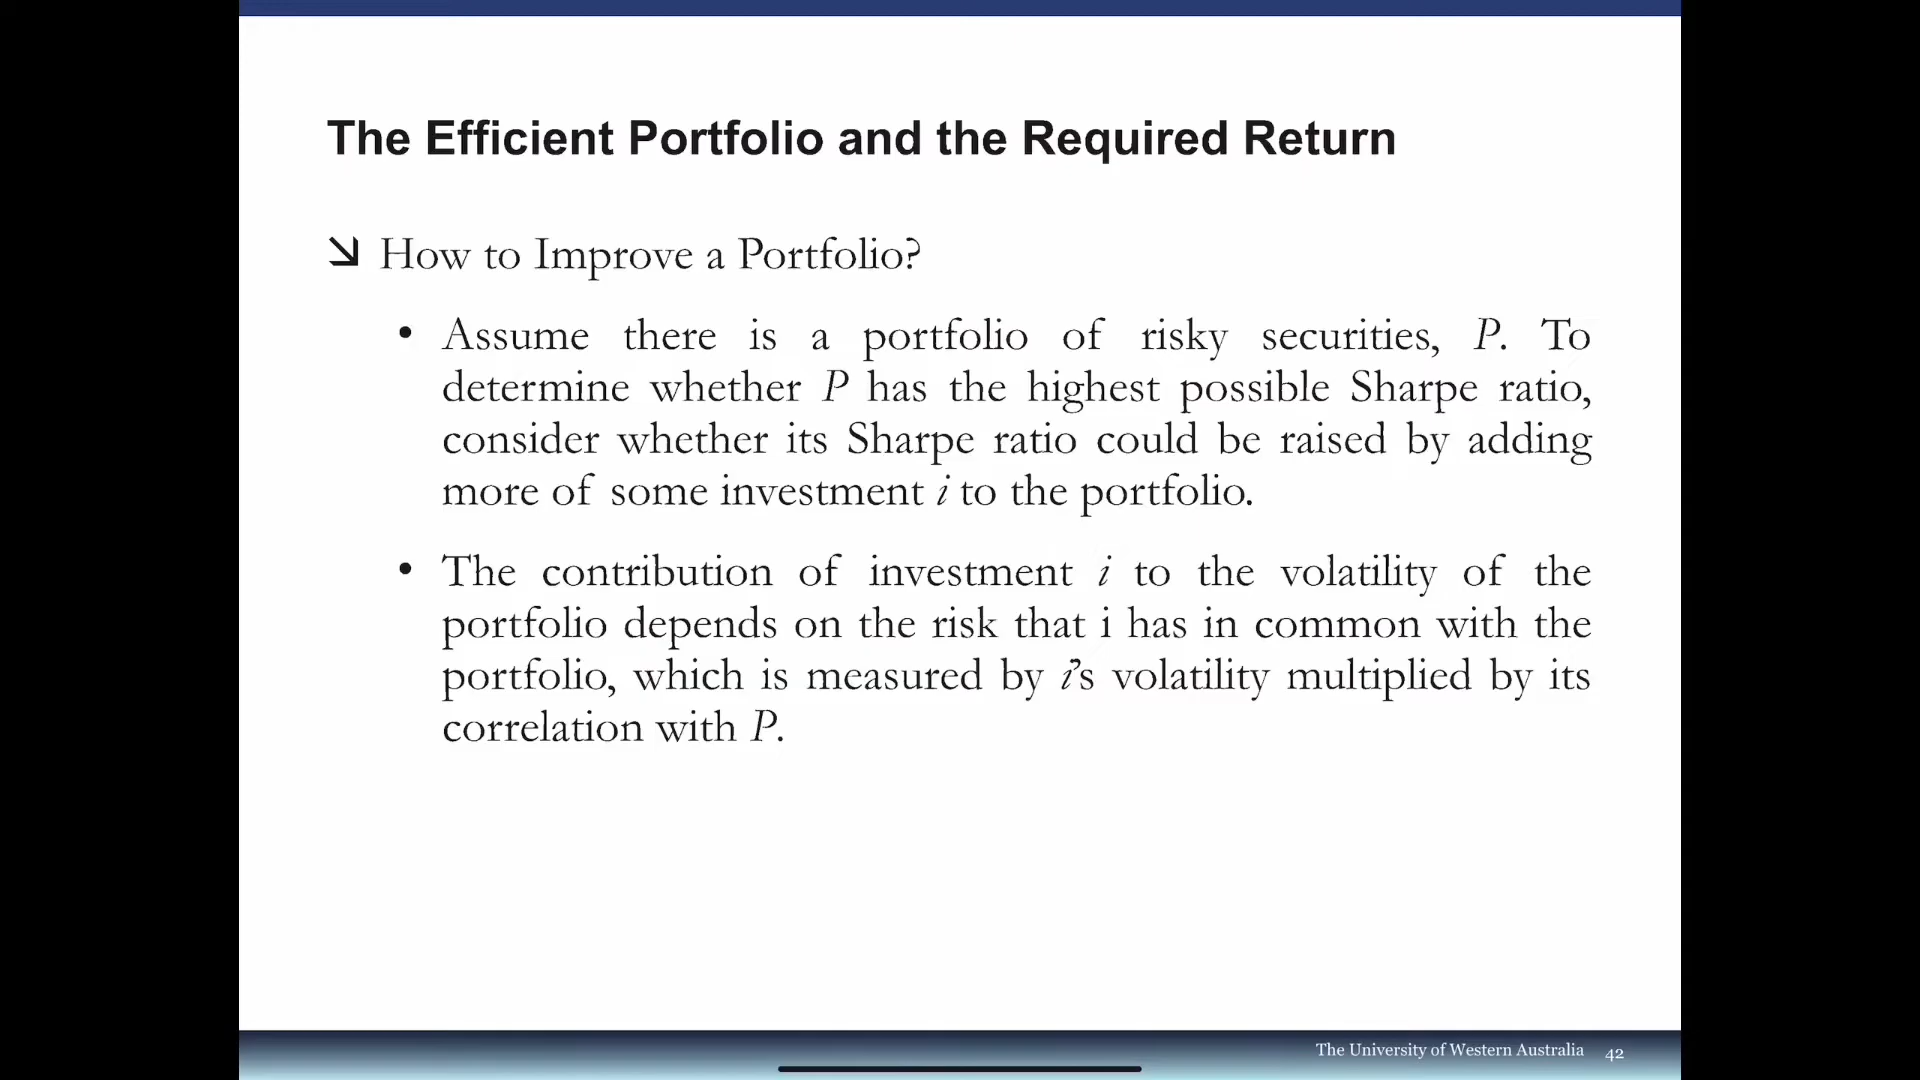 The Efficient Portfolio and the Required Return
How to Improve a Portfolio?
• Assume there is a portfolio of risky securities, P. To
determine whether P has the highest possible Sharpe ratio,
consider whether its Sharpe ratio could be raised by adding
more of some investment i to the portfolio.
• The contribution of investment i to the volatility of the
portfolio depends on the risk that i has in common with the
portfolio, which is measured by i’s volatility multiplied by its
correlation with P.
The University of Western Australia 42